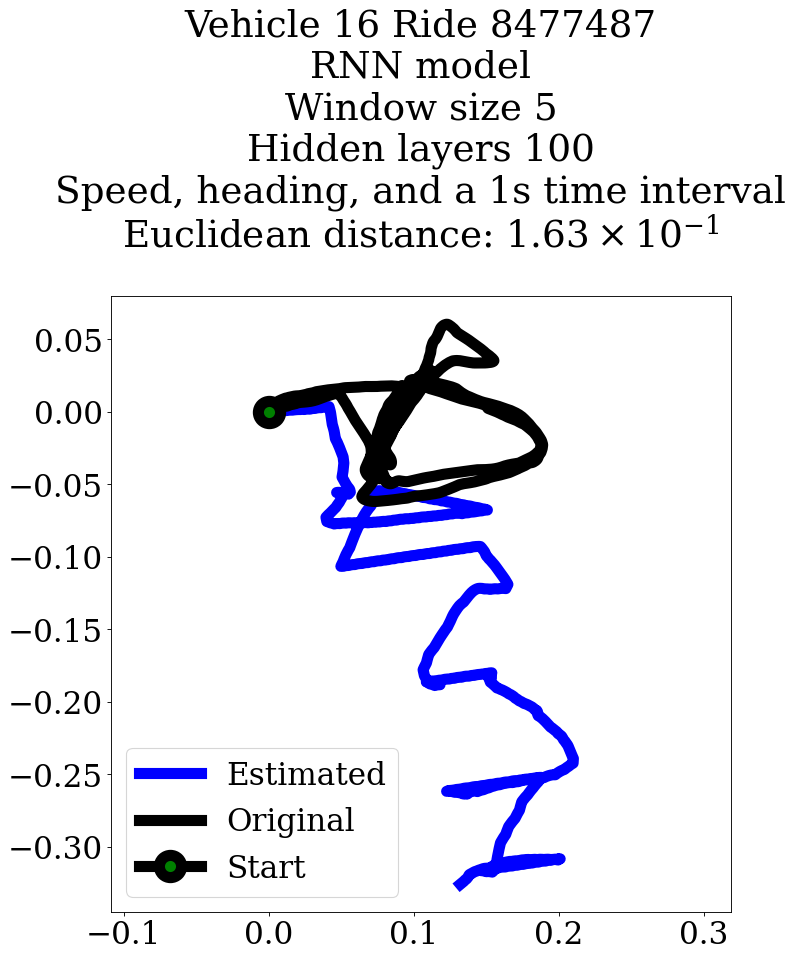 Vehicle 16 Ride 8477487
RNN model
Window size 5
Hidden layers 100
Speed, heading, and a 1s time interval
Euclidean distance: 1.63 × 10⁻¹
0.05
0.00
−0.05
−0.10
−0.15
−0.20
−0.25
−0.30
Estimated
Original
Start
−0.1
0.0
0.1
0.2
0.3